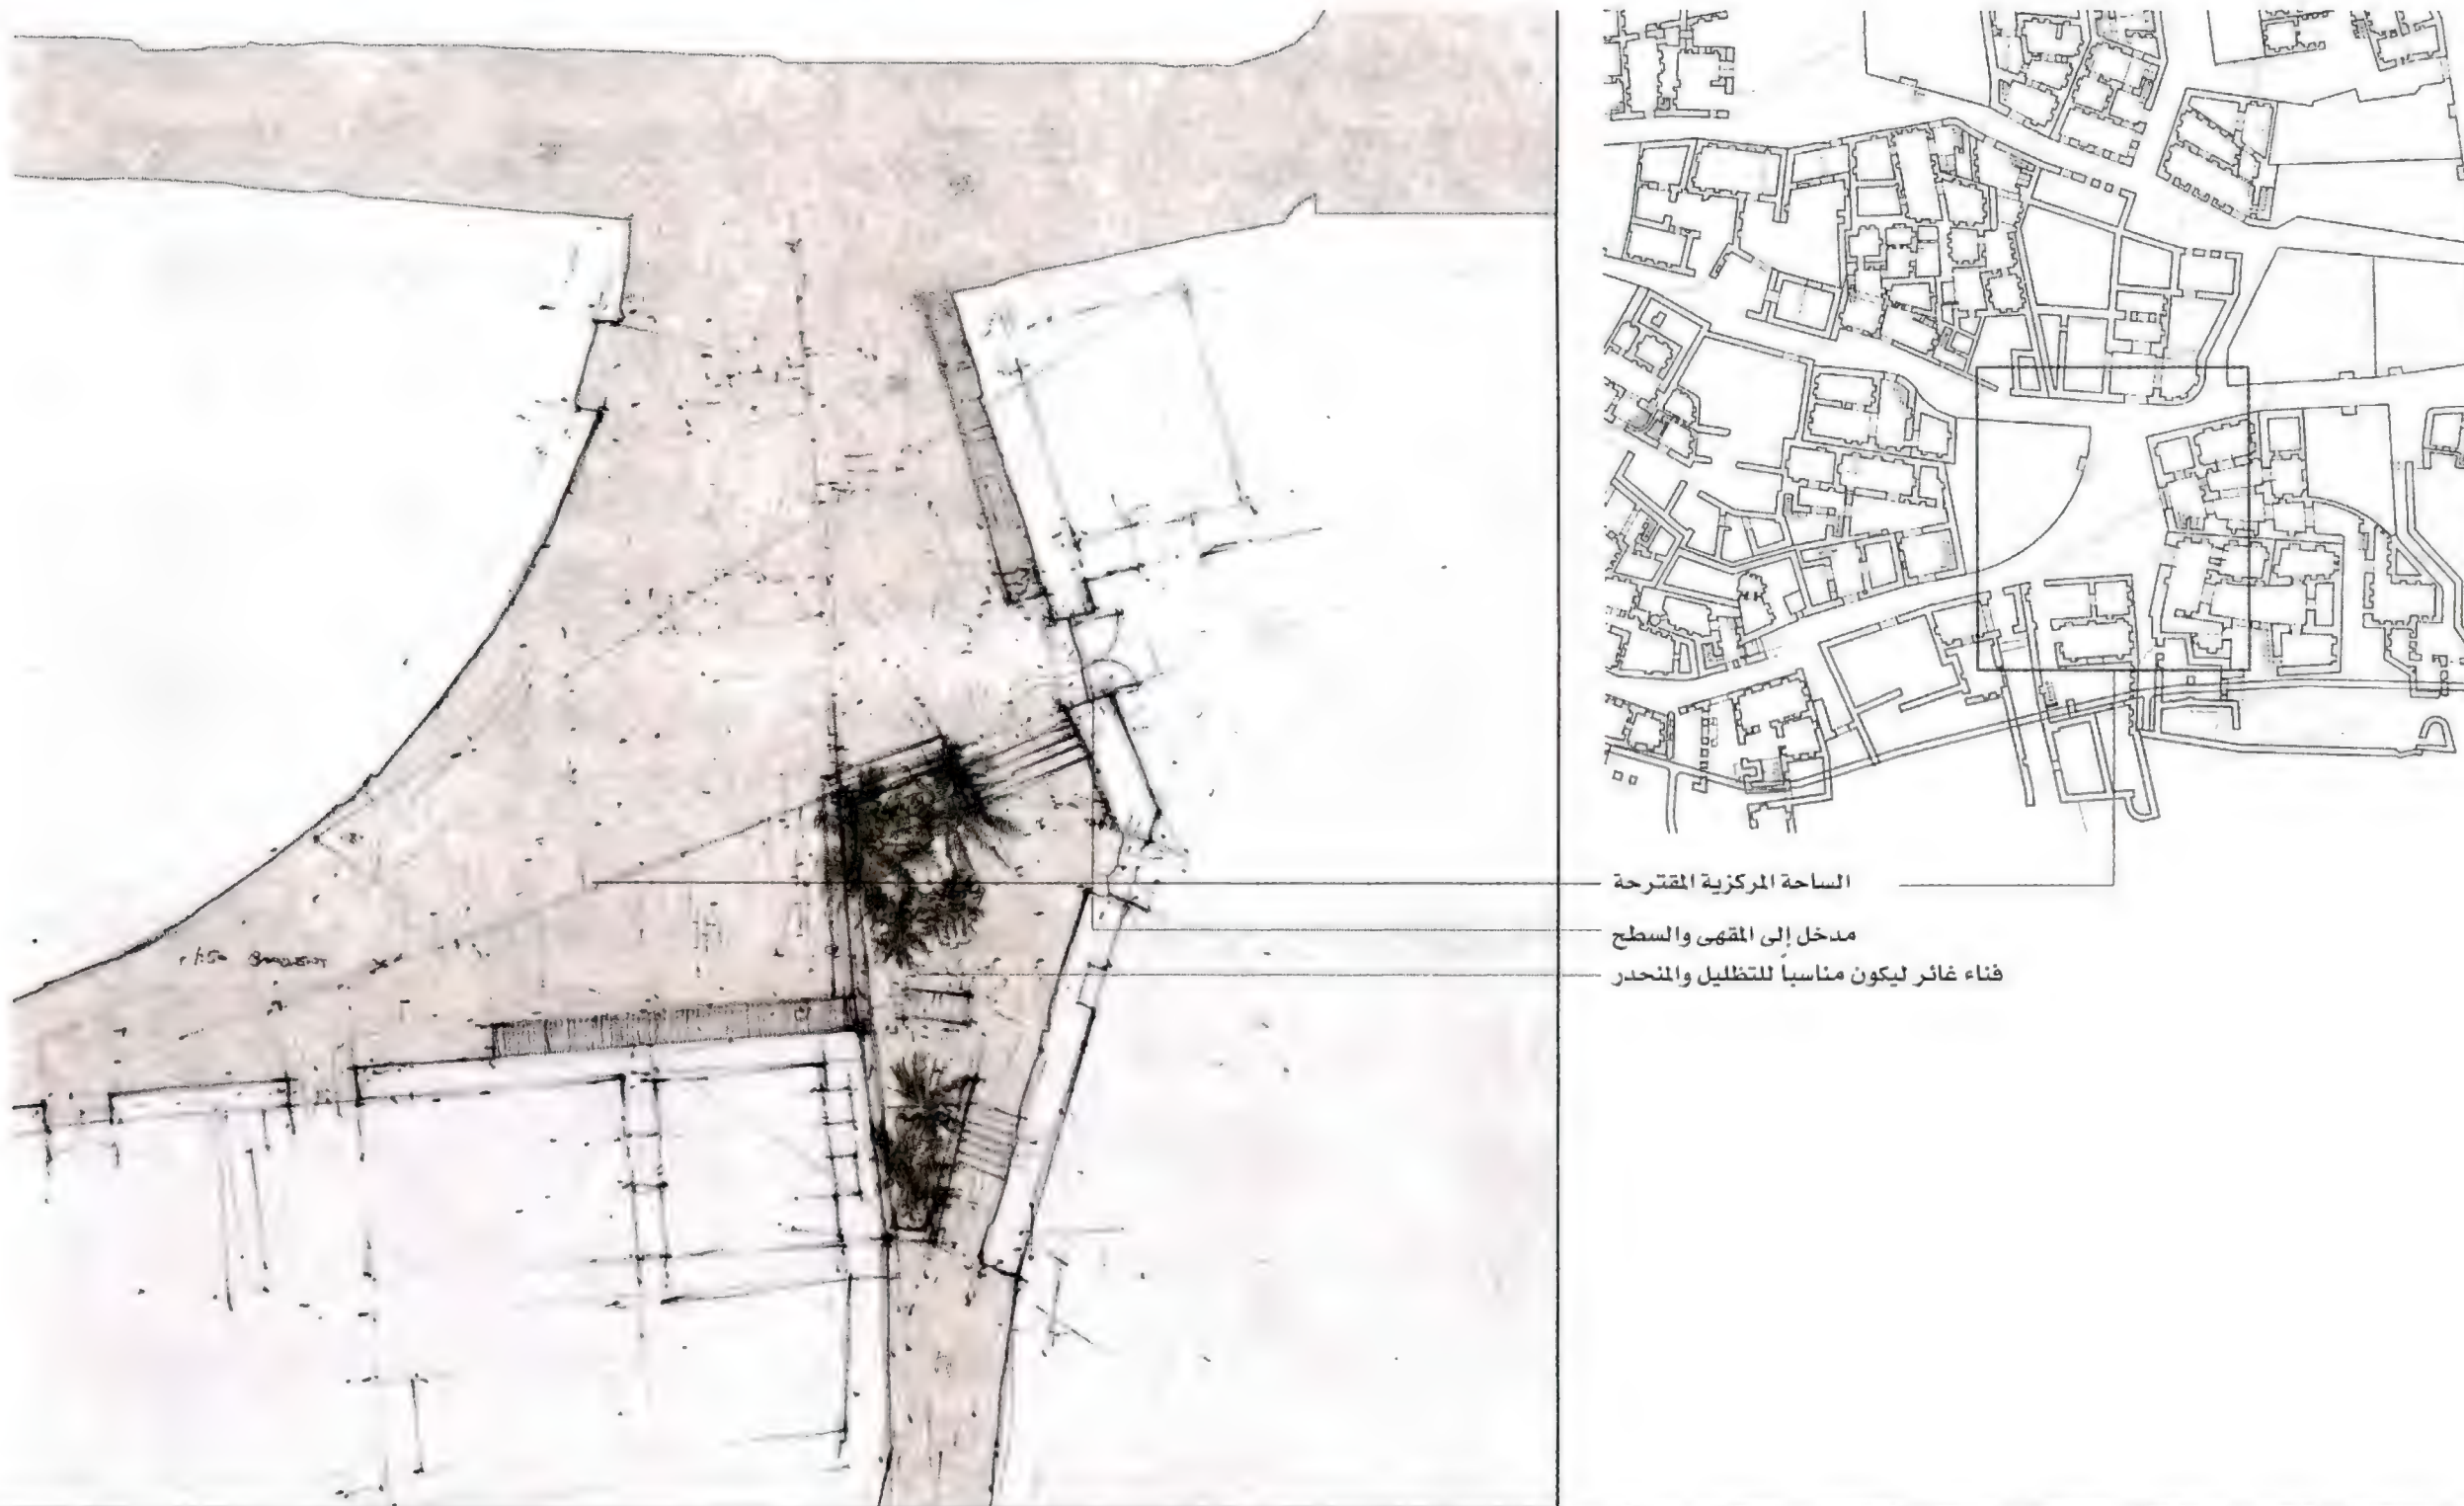 الساحة المركزية المقترحة
مدخل إلى المقهى والسطح
فناء غائر ليكون مناسباً للتظليل والمنحدر